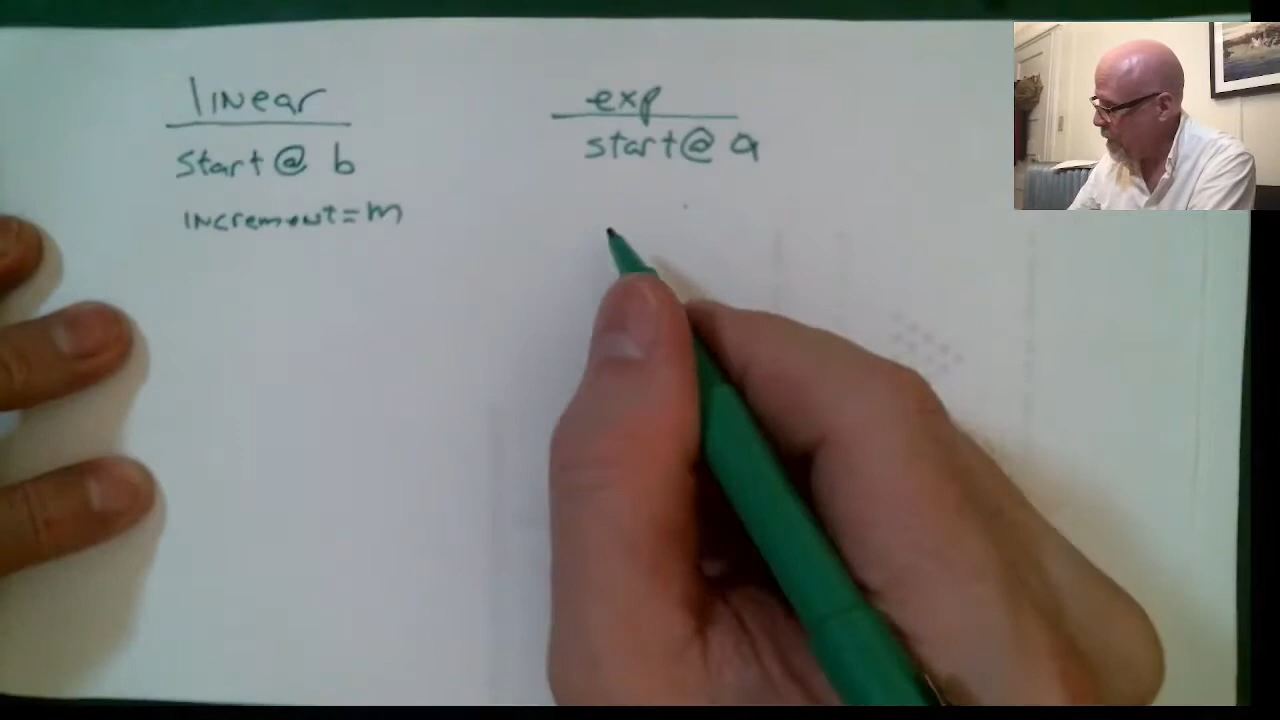 linear
start @ b
increment = m
exp
start @ a